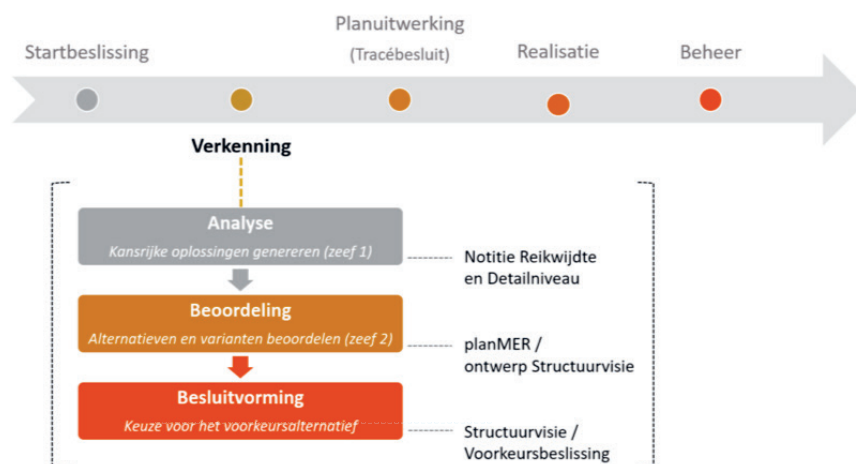 Startbeslissing
Planuitwerking
(Tracébesluit)
Realisatie
Beheer
Verkenning
Analyse
Kansrijke oplossingen genereren (zeef 1)
Notitie Reikwijdte
en Detailniveau
Beoordeling
Alternatieven en varianten beoordelen (zeef 2)
planMER /
ontwerp Structuurvisie
Besluitvorming
Keuze voor het voorkeursalternatief
Structuurvisie /
Voorkeursbeslissing